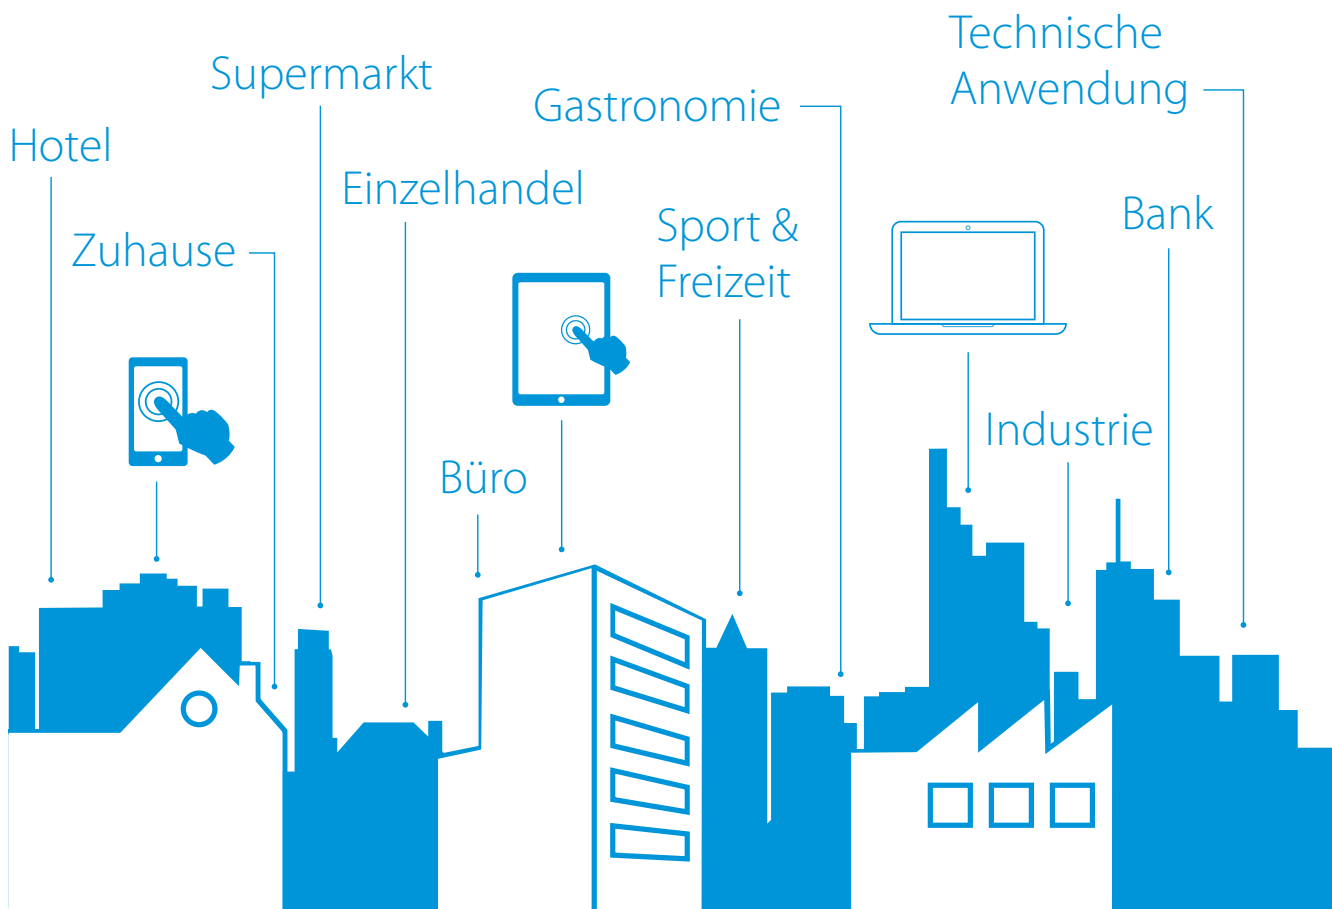 Technische
Anwendung
Supermarkt
Gastronomie
Hotel
Einzelhandel
Sport &
Freizeit
Bank
Zuhause
Industrie
Büro